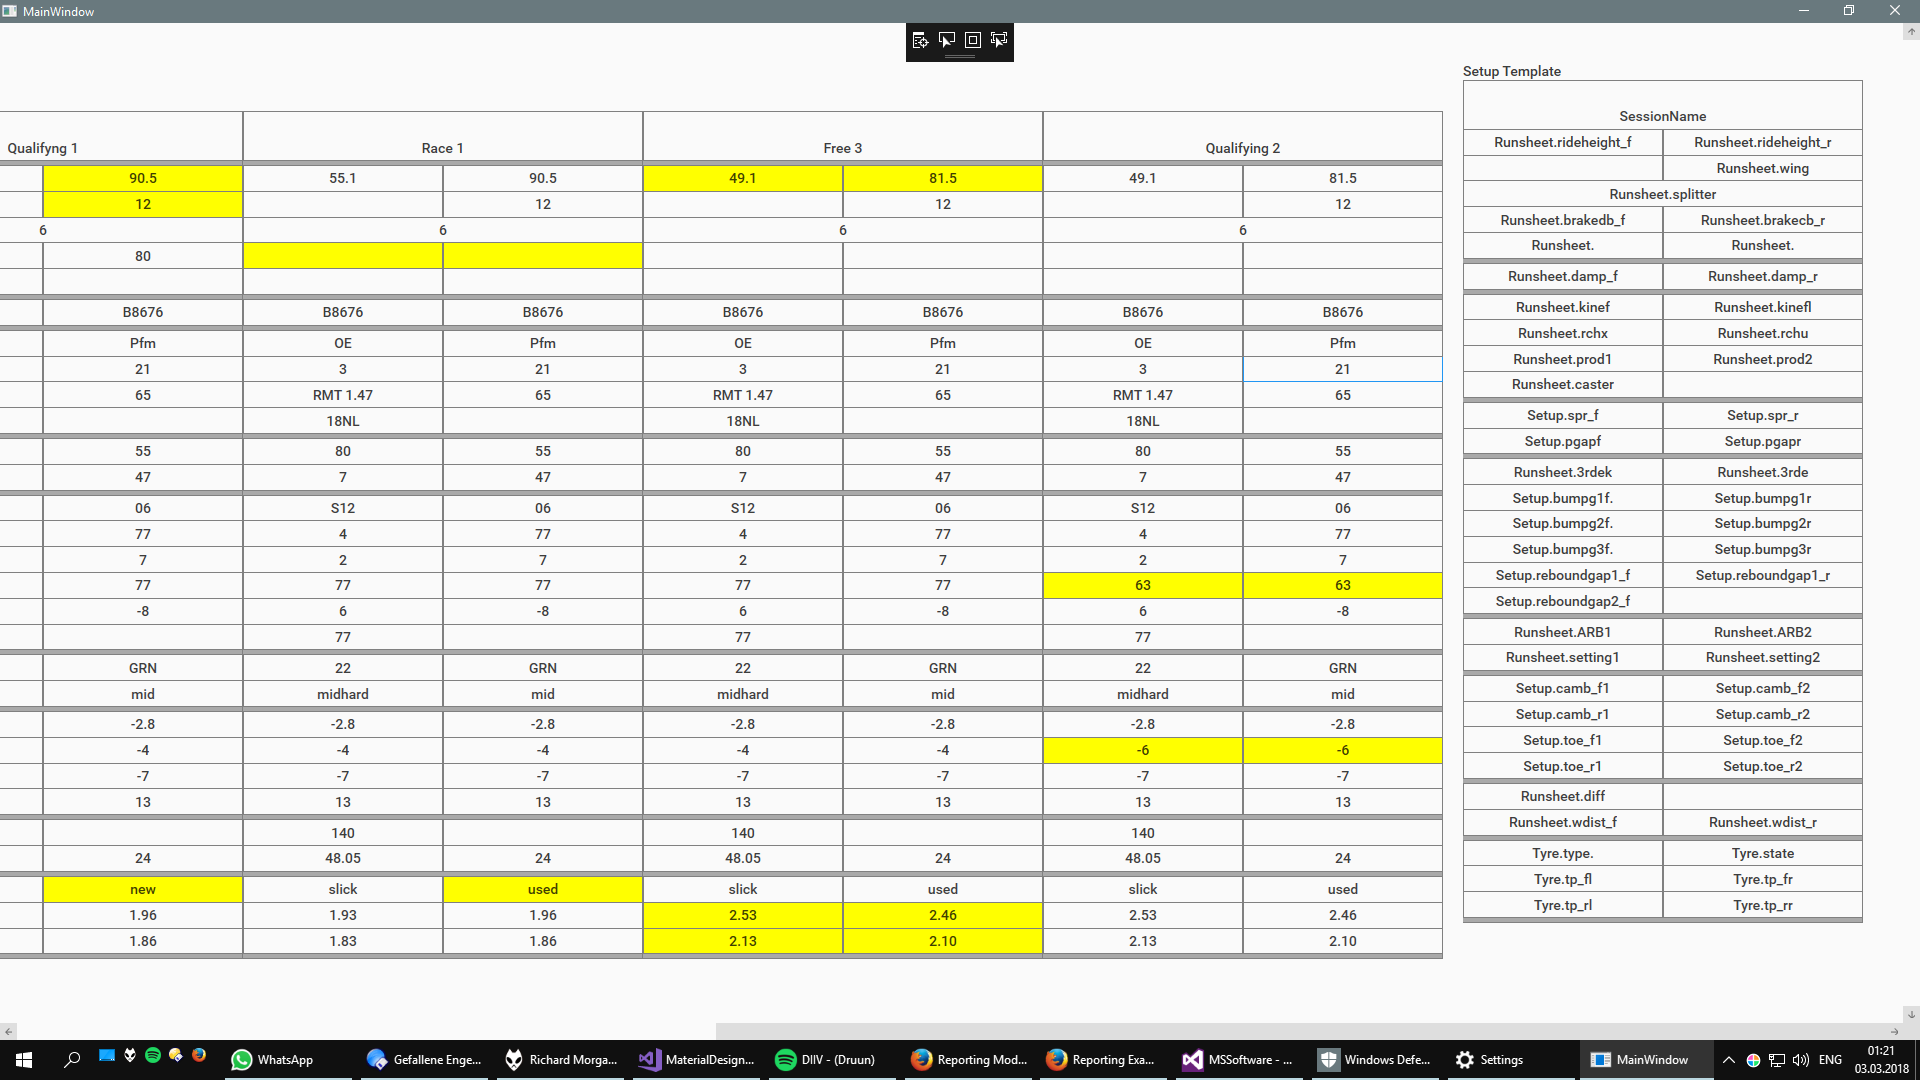 MainWindow
Setup Template
SessionName
Runsheet.rideheight_f Runsheet.rideheight_r
Runsheet.wing
Runsheet.splitter
Runsheet.brakedb_f Runsheet.brakecb_r
Runsheet. Runsheet.
Runsheet.damp_f Runsheet.damp_r
Runsheet.kinef Runsheet.kinefl
Runsheet.rchx Runsheet.rchu
Runsheet.prod1 Runsheet.prod2
Runsheet.caster
Setup.spr_f Setup.spr_r
Setup.pgapf Setup.pgapr
Runsheet.3rdek Runsheet.3rde
Setup.bumpg1f. Setup.bumpg1r
Setup.bumpg2f. Setup.bumpg2r
Setup.bumpg3f. Setup.bumpg3r
Setup.reboundgap1_f Setup.reboundgap1_r
Setup.reboundgap2_f
Runsheet.ARB1 Runsheet.ARB2
Runsheet.setting1 Runsheet.setting2
Setup.camb_f1 Setup.camb_f2
Setup.camb_r1 Setup.camb_r2
Setup.toe_f1 Setup.toe_f2
Setup.toe_r1 Setup.toe_r2
Runsheet.diff
Runsheet.wdist_f Runsheet.wdist_r
Tyre.type. Tyre.state
Tyre.tp_fl Tyre.tp_fr
Tyre.tp_rl Tyre.tp_rr
Qualifyng 1 Race 1 Free 3 Qualifying 2
90.5 55.1 90.5 49.1 81.5 49.1 81.5
12 12 12 12
6 6 6 6
80
B8676 B8676 B8676 B8676 B8676 B8676 B8676
Pfm OE Pfm OE Pfm OE Pfm
21 3 21 3 21 3 21
65 RMT 1.47 65 RMT 1.47 65 RMT 1.47 65
18NL 18NL 18NL
55 80 55 80 55 80 55
47 7 47 7 47 7 47
06 S12 06 S12 06 S12 06
77 4 77 4 77 4 77
7 2 7 2 7 2 7
77 77 77 77 77 63 63
-8 6 -8 6 -8 6 -8
77 77 77
GRN 22 GRN 22 GRN 22 GRN
mid midhard mid midhard mid midhard mid
-2.8 -2.8 -2.8 -2.8 -2.8 -2.8 -2.8
-4 -4 -4 -4 -4 -6 -6
-7 -7 -7 -7 -7 -7 -7
13 13 13 13 13 13 13
140 140 140
24 48.05 24 48.05 24 48.05 24
new slick used slick used slick used
1.96 1.93 1.96 2.53 2.46 2.53 2.46
1.86 1.83 1.86 2.13 2.10 2.13 2.10
WhatsApp Gefallene Enge... Richard Morga... MaterialDesign... DIIV - (Druun) Reporting Mod... Reporting Exa... MSSoftware - ... Windows Defe... Settings MainWindow ENG 01:21
03.03.2018